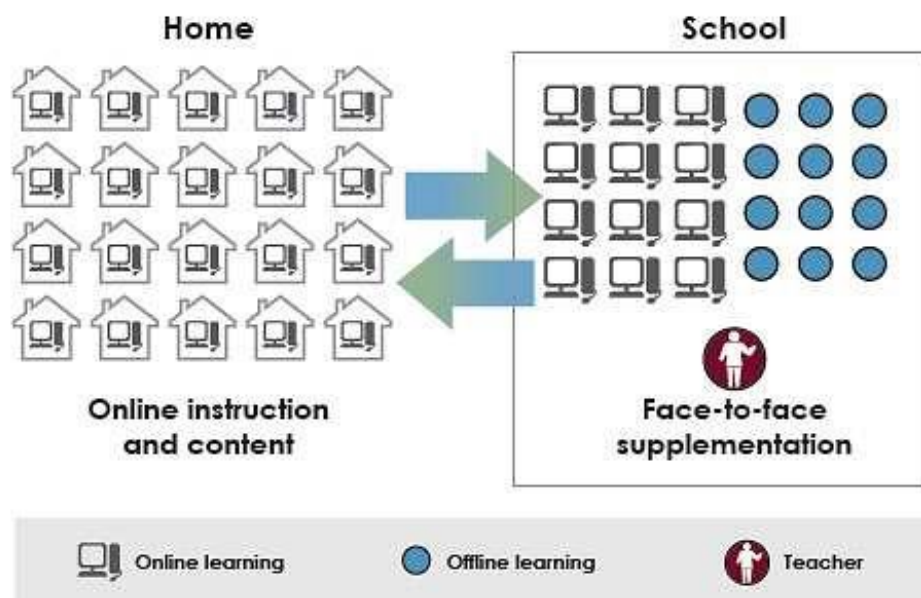 Home
School
Online instruction
and content
Face-to-face
supplementation
Online learning
Offline learning
Teacher